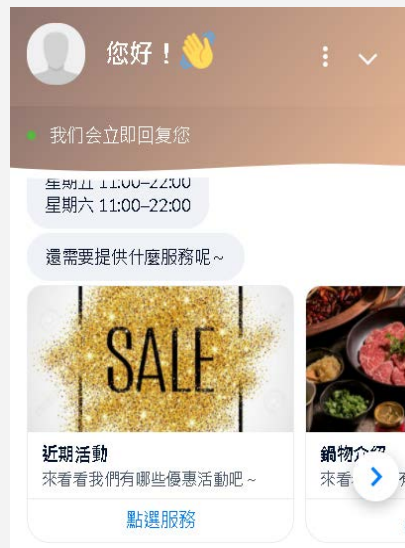 您好！
我们会立即回复您
星期五 11:00–22:00
星期六 11:00–22:00
還需要提供什麼服務呢~
SALE
近期活動
來看看我們有哪些優惠活動吧~
點選服務
鍋物介紹
來看